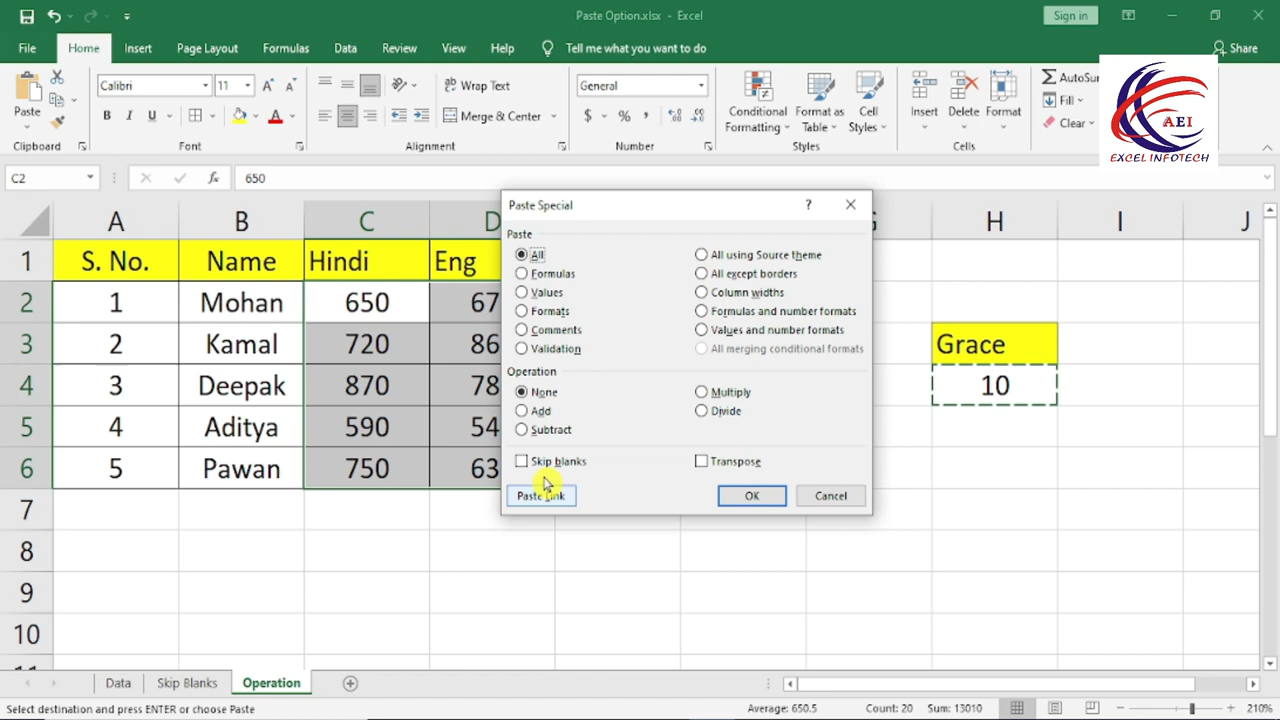 Paste Option.xlsx - Excel
Sign in
File Home Insert Page Layout Formulas Data Review View Help Tell me what you want to do Share
Paste
Calibri 11
Wrap Text
General
Merge & Center
B I U
$ % ,
Conditional Formatting
Format as Table
Cell Styles
Insert Delete Format
AutoSu
Fill
Clear
Clipboard Font Alignment Number Styles Cells
AEI
EXCEL INFOTECH
C2 fx 650
A B C D H I J
1 S. No. Name Hindi Eng
2 1 Mohan 650 67
3 2 Kamal 720 86 Grace
4 3 Deepak 870 78 10
5 4 Aditya 590 54
6 5 Pawan 750 63
7
8
9
10
Paste Special ?
Paste
All All using Source theme
Formulas All except borders
Values Column widths
Formats Formulas and number formats
Comments Values and number formats
Validation All merging conditional formats
Operation
None Multiply
Add Divide
Subtract
Skip blanks Transpose
Paste Link OK Cancel
Data Skip Blanks Operation
Select destination and press ENTER or choose Paste Average: 650.5 Count: 20 Sum: 13010 210%